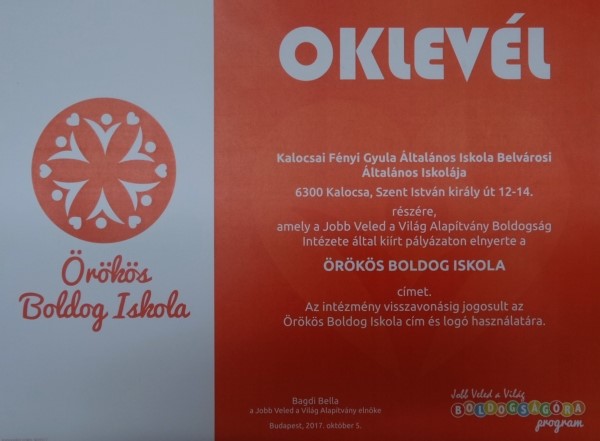 OKLEVÉL
Kalocsai Fényi Gyula Általános Iskola Belvárosi
Általános Iskolája
6300 Kalocsa, Szent István király út 12-14.
részére,
amely a Jobb Veled a Világ Alapítvány Boldogság
Intézete által kiírt pályázaton elnyerte a
ÖRÖKÖS BOLDOG ISKOLA
címet.
Az intézmény visszavonásig jogosult az
Örökös Boldog Iskola cím és logó használatára.
Örökös
Boldog Iskola
Bagdi Bella
a Jobb Veled a Világ Alapítvány elnöke
Budapest, 2017. október 5.
Jobb Veled a Világ
BOLDOGSÁGÓRA
program